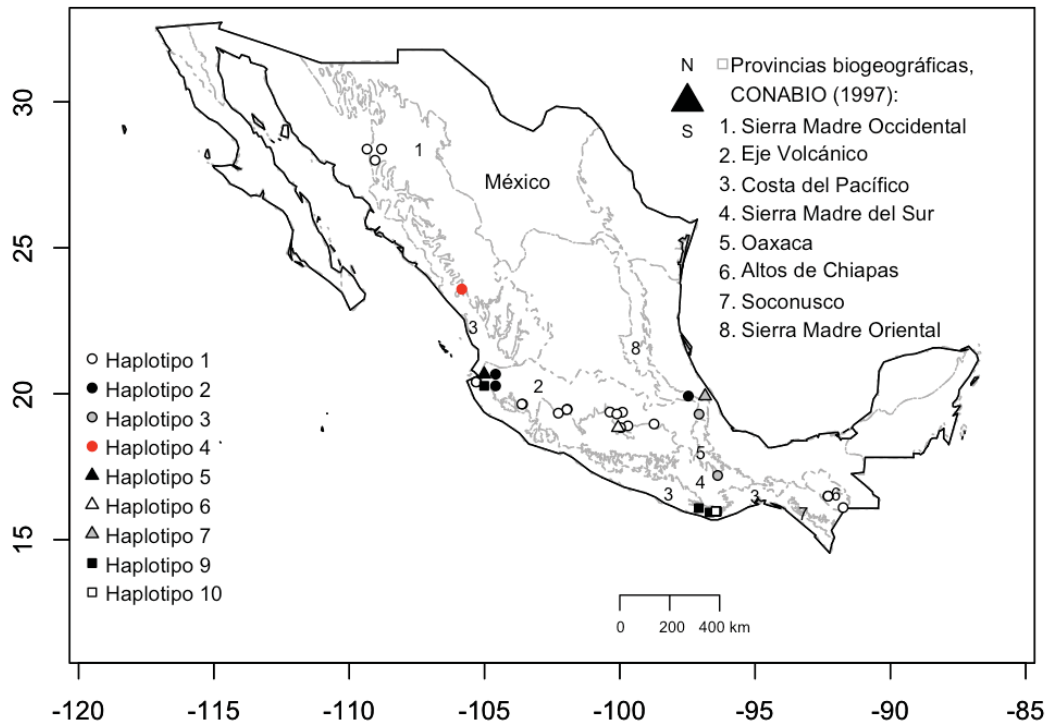 N
S
Provincias biogeográficas,
CONABIO (1997):
1. Sierra Madre Occidental
2. Eje Volcánico
3. Costa del Pacífico
4. Sierra Madre del Sur
5. Oaxaca
6. Altos de Chiapas
7. Soconusco
8. Sierra Madre Oriental
México
1
3
8
2
5
4
3
3
6
7
Haplotipo 1
Haplotipo 2
Haplotipo 3
Haplotipo 4
Haplotipo 5
Haplotipo 6
Haplotipo 7
Haplotipo 9
Haplotipo 10
0 200 400 km
30
25
20
15
-120 -115 -110 -105 -100 -95 -90 -85